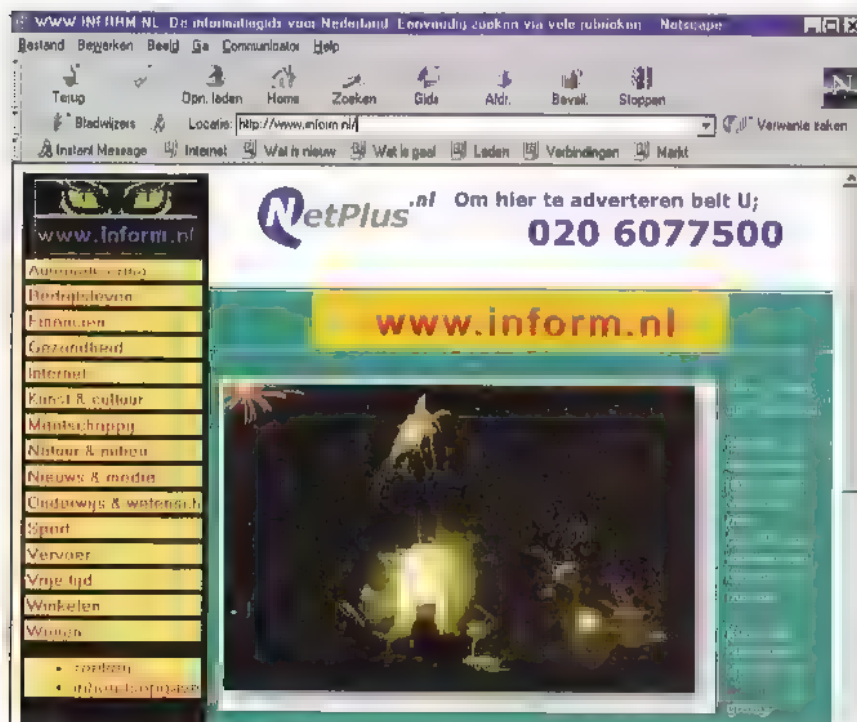 WWW INFORM NL De informatiegids voor Nederland Eenvoudig zoeken via vele rubrieken Netscape
Bestand Bewerken Beeld Ga Communicator Help
Terug Opn. laden Home Zoeken Gids Afdr. Beveil. Stoppen
Bladwijzers Locatie: http://www.inform.nl/ Verwante zaken
Instant Message Internet Wat is nieuw Wat is gaaf Leden Verbindingen Markt
NetPlus.nl Om hier te adverteren belt U;
020 6077500
www.inform.nl
www.inform.nl
Bedrijfsleven
Financien
Gezondheid
Internet
Kunst & cultuur
Maatschappij
Natuur & milieu
Nieuws & media
Onderwijs & wetensch
Sport
Vervoer
Vrije tijd
Winkelen
Wonen
• zoeken
• inhoudsopgave